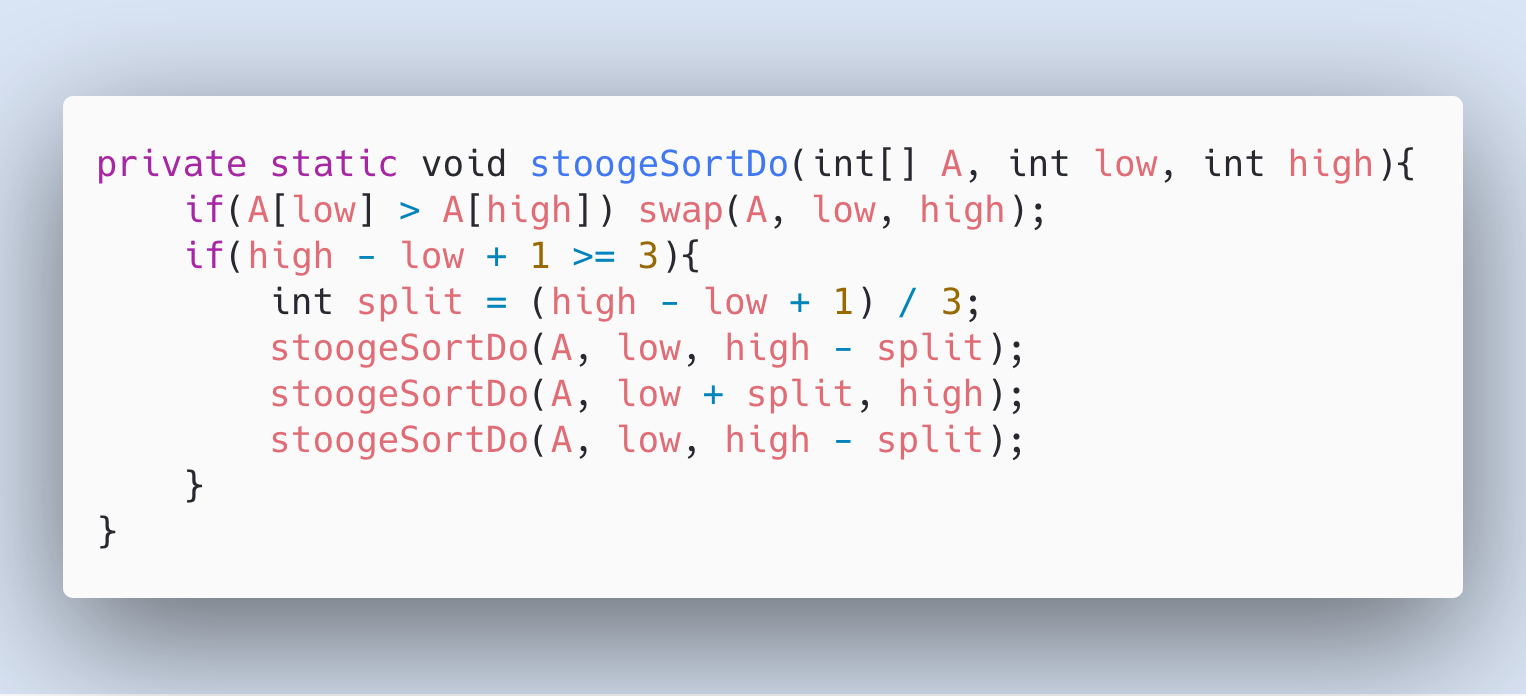 private static void stoogeSortDo(int[] A, int low, int high){
    if(A[low] > A[high]) swap(A, low, high);
    if(high - low + 1 >= 3){
        int split = (high - low + 1) / 3;
        stoogeSortDo(A, low, high - split);
        stoogeSortDo(A, low + split, high);
        stoogeSortDo(A, low, high - split);
    }
}